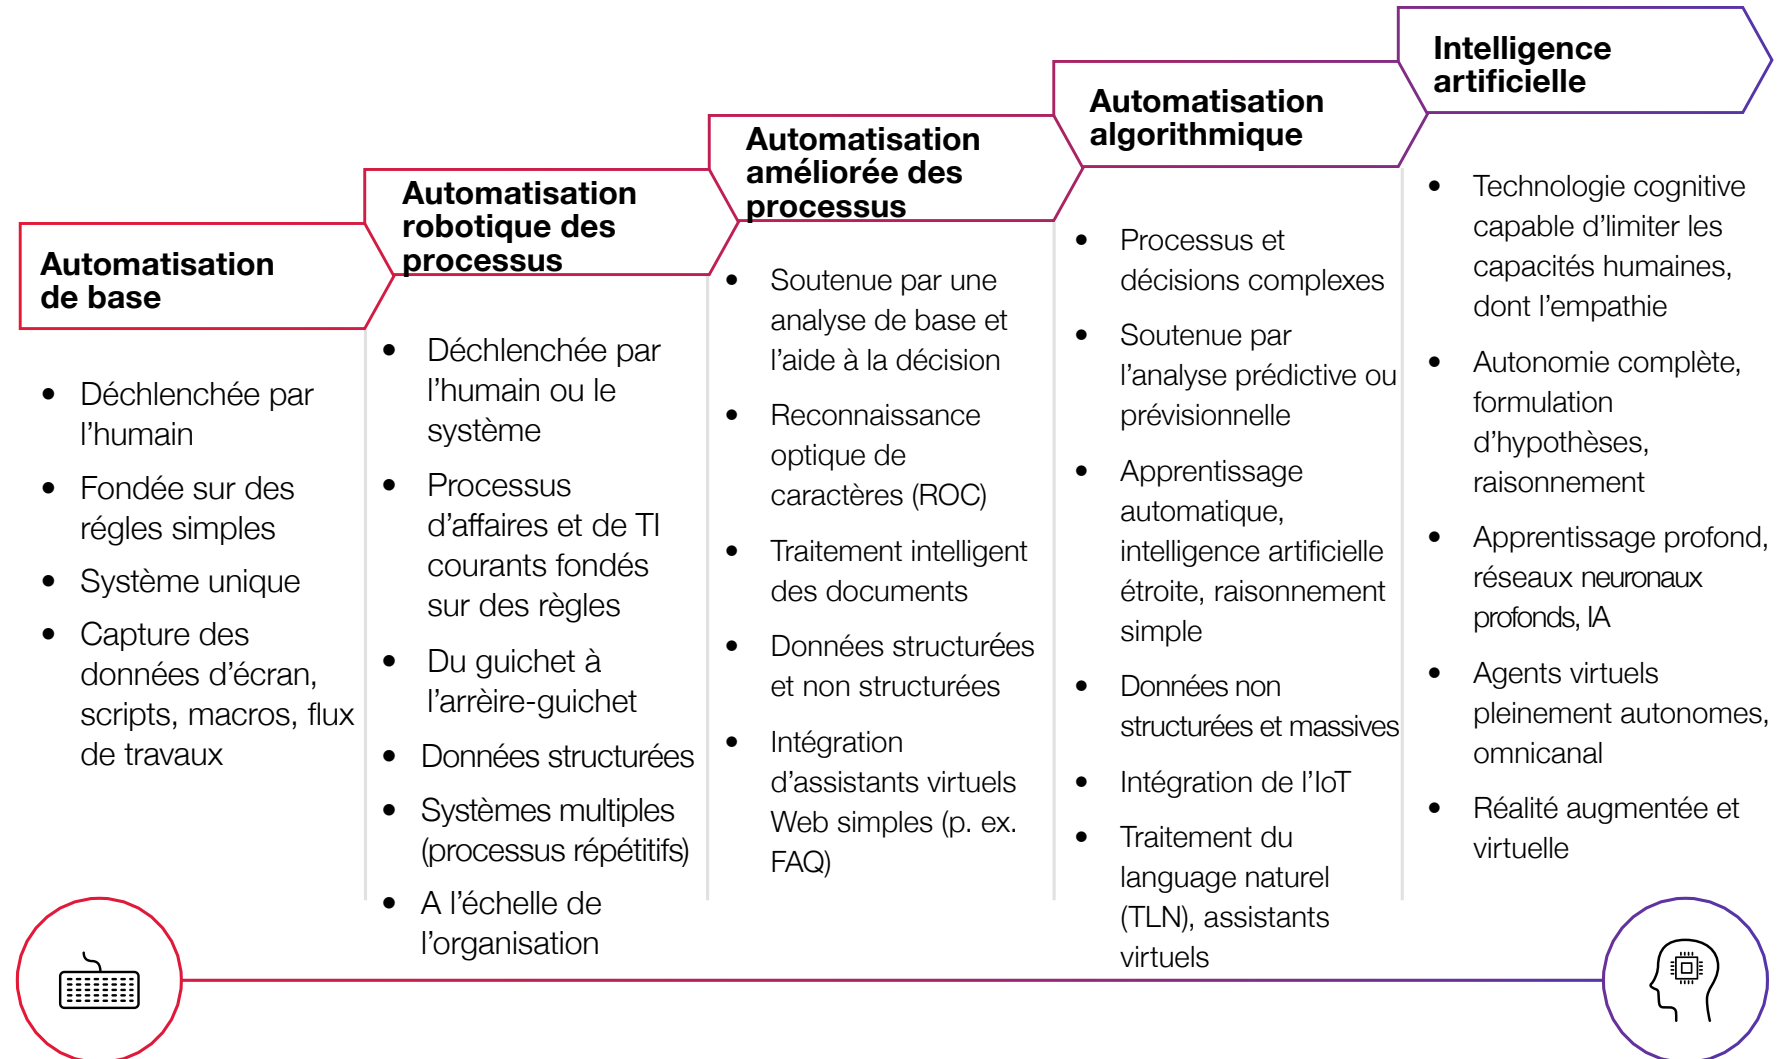 Automatisation
de base
• Déchlenchée par
l’humain
• Fondée sur des
régles simples
• Système unique
• Capture des
données d’écran,
scripts, macros, flux
de travaux
Automatisation
robotique des
processus
• Déchlenchée par
l’humain ou le
système
• Processus
d’affaires et de TI
courants fondés
sur des règles
• Du guichet à
l’arrèire-guichet
• Données structurées
• Systèmes multiples
(processus répétitifs)
• A l’échelle de
l’organisation
Automatisation
améliorée des
processus
• Soutenue par une
analyse de base et
l’aide à la décision
• Reconnaissance
optique de
caractères (ROC)
• Traitement intelligent
des documents
• Données structurées
et non structurées
• Intégration
d’assistants virtuels
Web simples (p. ex.
FAQ)
Automatisation
algorithmique
• Processus et
décisions complexes
• Soutenue par
l’analyse prédictive ou
prévisionnelle
• Apprentissage
automatique,
intelligence artificielle
étroite, raisonnement
simple
• Données non
structurées et massives
• Intégration de l’IoT
• Traitement du
language naturel
(TLN), assistants
virtuels
Intelligence
artificielle
• Technologie cognitive
capable d’limiter les
capacités humaines,
dont l’empathie
• Autonomie complète,
formulation
d’hypothèses,
raisonnement
• Apprentissage profond,
réseaux neuronaux
profonds, IA
• Agents virtuels
pleinement autonomes,
omnicanal
• Réalité augmentée et
virtuelle